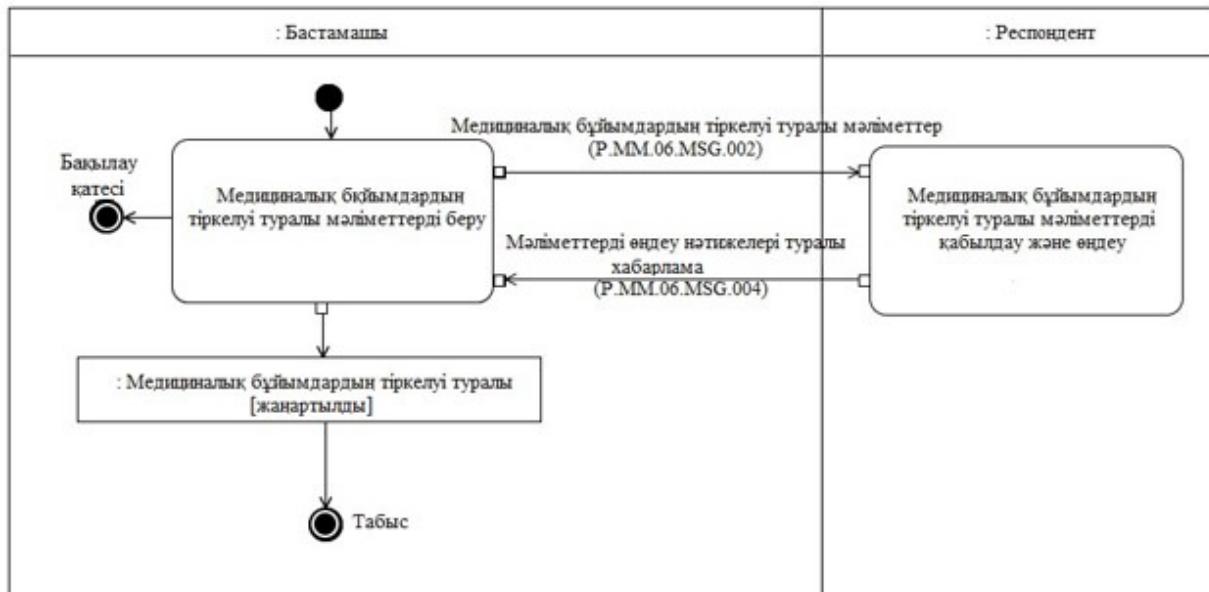 : Бастамашы
: Респондент
Медициналық бұйымдардың тіркелуі туралы мәліметтер
(P.MM.06.MSG.002)
Бақылау
қатесі
Медициналық бқйымдардың
тіркелуі туралы мәліметтерді беру
Медициналық бұйымдардың
тіркелуі туралы мәліметтерді
қабылдау және өңдеу
Мәліметтерді өңдеу нәтижелері туралы
хабарлама
(P.MM.06.MSG.004)
: Медициналық бұйымдардың тіркелуі туралы
[жаңартылды]
Табыс